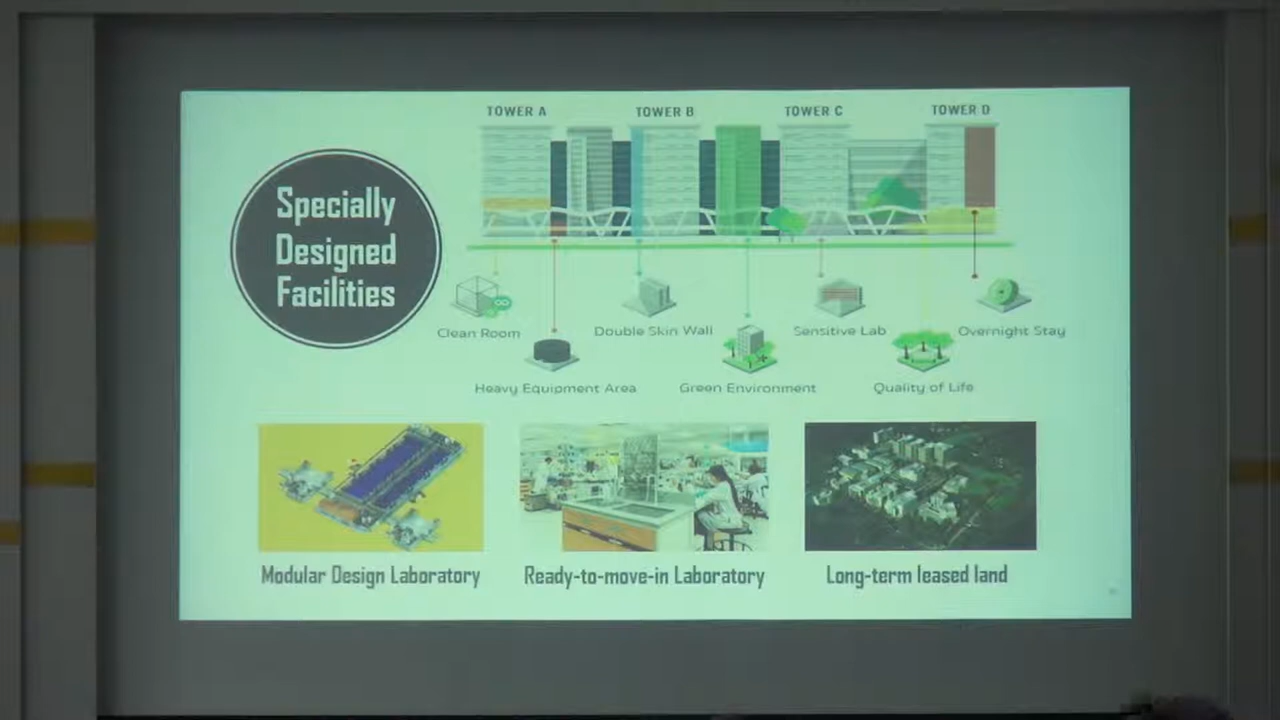 TOWER A
TOWER B
TOWER C
TOWER D
Specially
Designed
Facilities
Clean Room
Double Skin Wall
Sensitive Lab
Overnight Stay
Heavy Equipment Area
Green Environment
Quality of Life
Modular Design Laboratory
Ready-to-move-in Laboratory
Long-term leased land